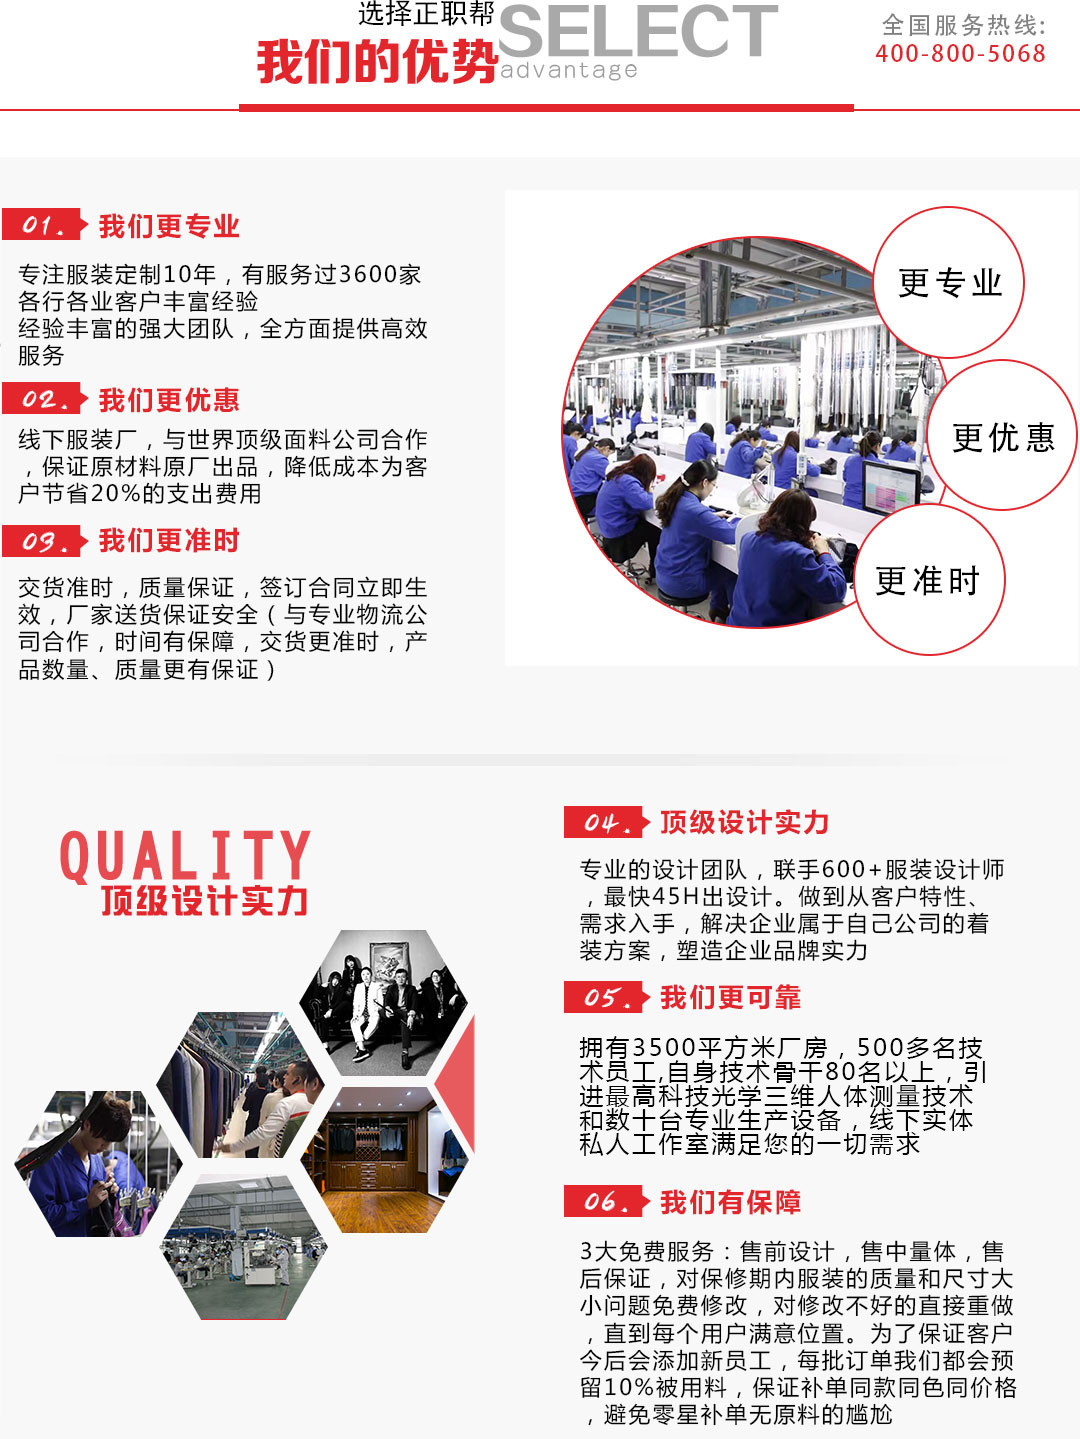 选择正职帮
我们的优势
SELECT
advantage
全国服务热线:
400-800-5068
01.
我们更专业
专注服装定制10年，有服务过3600家
各行各业客户丰富经验
经验丰富的强大团队，全方面提供高效
服务
02.
我们更优惠
线下服装厂，与世界顶级面料公司合作
，保证原材料原厂出品，降低成本为客
户节省20%的支出费用
03.
我们更准时
交货准时，质量保证，签订合同立即生
效，厂家送货保证安全（与专业物流公
司合作，时间有保障，交货更准时，产
品数量、质量更有保证）
更专业
更优惠
更准时
QUALITY
顶级设计实力
04.
顶级设计实力
专业的设计团队，联手600+服装设计师
，最快45H出设计。做到从客户特性、
需求入手，解决企业属于自己公司的着
装方案，塑造企业品牌实力
05.
我们更可靠
拥有3500平方米厂房，500多名技
术员工,自身技术骨干80名以上，引
进最高科技光学三维人体测量技术
和数十台专业生产设备，线下实体
私人工作室满足您的一切需求
06.
我们有保障
3大免费服务：售前设计，售中量体，售
后保证，对保修期内服装的质量和尺寸大
小问题免费修改，对修改不好的直接重做
，直到每个用户满意位置。为了保证客户
今后会添加新员工，每批订单我们都会预
留10%被用料，保证补单同款同色同价格
，避免零星补单无原料的尴尬